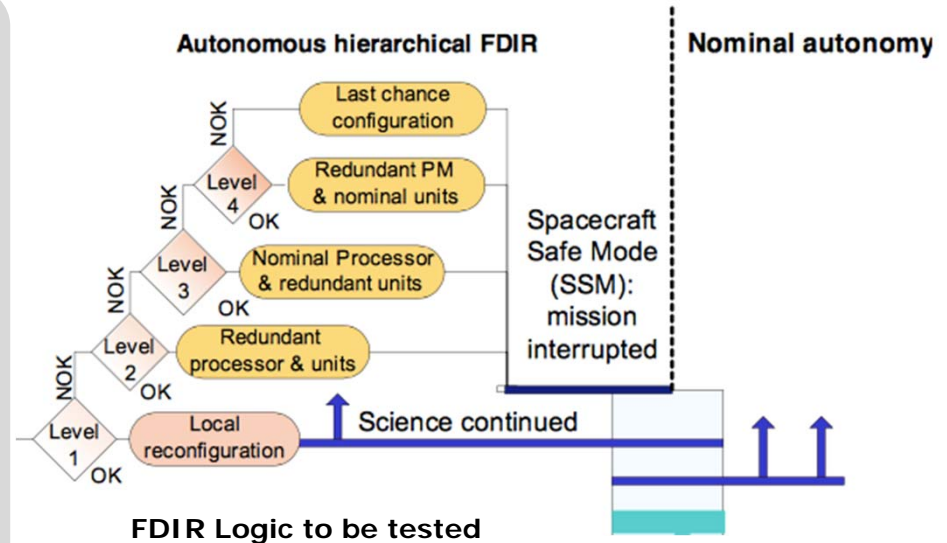 Autonomous hierarchical FDIR
Nominal autonomy
Last chance
configuration
NOK
Level
4
OK
Redundant PM
& nominal units
NOK
Level
3
OK
Nominal Processor
& redundant units
NOK
Level
2
OK
Redundant
processor & units
NOK
Level
1
OK
Local
reconfiguration
Spacecraft
Safe Mode
(SSM):
mission
interrupted
Science continued
FDIR Logic to be tested